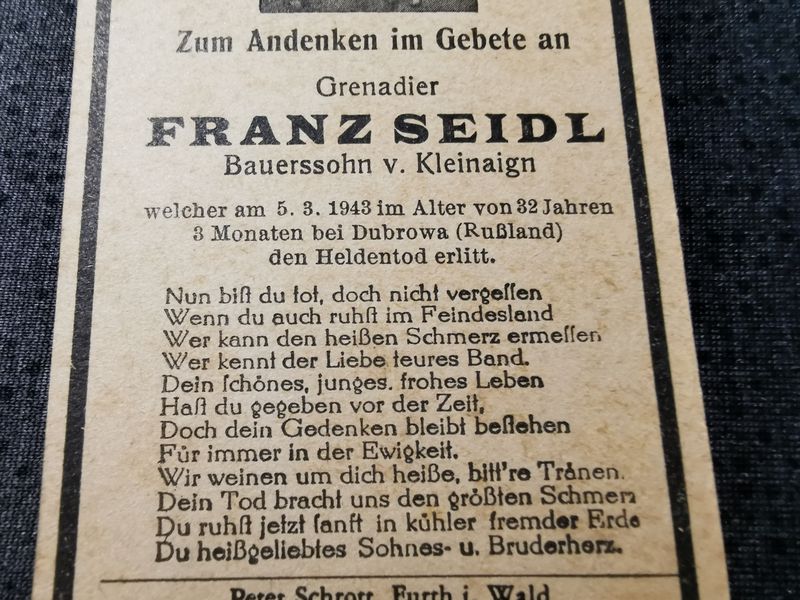 Zum Andenken im Gebete an
Grenadier
FRANZ SEIDL
Bauerssohn v. Kleinaign
welcher am 5. 3. 1943 im Alter von 32 Jahren
3 Monaten bei Dubrowa (Rußland)
den Heldentod erlitt.
Nun biſt du tot, doch nicht vergeſſen
Wenn du auch ruhſt im Feindesland
Wer kann den heißen Schmerz ermeſſen
Wer kennt der Liebe teures Band.
Dein ſchönes, junges. frohes Leben
Haſt du gegeben vor der Zeit,
Doch dein Gedenken bleibt beſtehen
Für immer in der Ewigkeit.
Wir weinen um dich heiße, bitt're Tränen.
Dein Tod bracht uns den größten Schmerz
Du ruhſt jetzt ſanft in kühler fremder Erde
Du heißgeliebtes Sohnes- u. Bruderherz.
Peter Schrott, Furth i. Wald